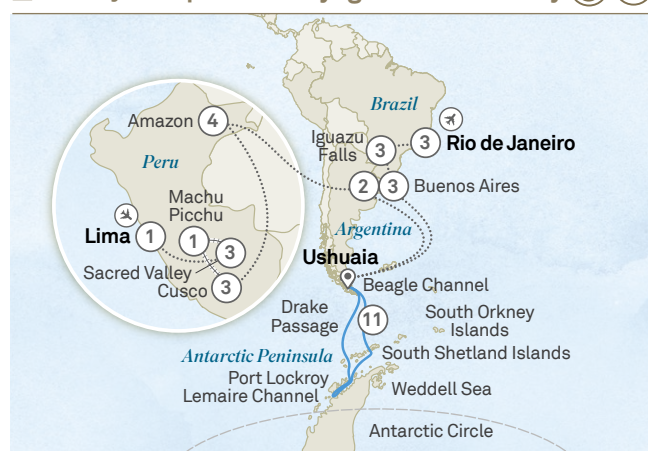 Brazil
Amazon
4
Iguazu
Falls
3
3
Rio de Janeiro
Peru
2
3
Buenos Aires
Machu
Picchu
Lima
1
1
3
Argentina
Sacred Valley
Cusco
3
Ushuaia
Beagle Channel
Drake
Passage
11
South Orkney
Islands
Antarctic Peninsula
South Shetland Islands
Port Lockroy
Lemaire Channel
Weddell Sea
Antarctic Circle